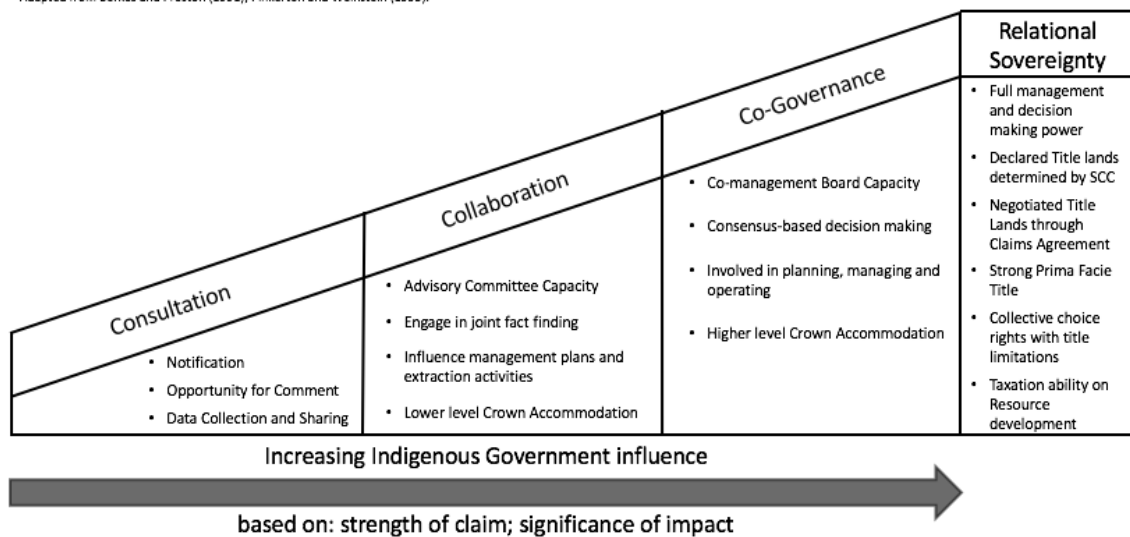 Relational
Sovereignty
Co-Governance
Collaboration
Consultation
• Notification
• Opportunity for Comment
• Data Collection and Sharing
• Advisory Committee Capacity
• Engage in joint fact finding
• Influence management plans and
extraction activities
• Lower level Crown Accommodation
• Co-management Board Capacity
• Consensus-based decision making
• Involved in planning, managing and
operating
• Higher level Crown Accommodation
• Full management
and decision
making power
• Declared Title lands
determined by SCC
• Negotiated Title
Lands through
Claims Agreement
• Strong Prima Facie
Title
• Collective choice
rights with title
limitations
• Taxation ability on
Resource
development
Increasing Indigenous Government influence
based on: strength of claim; significance of impact